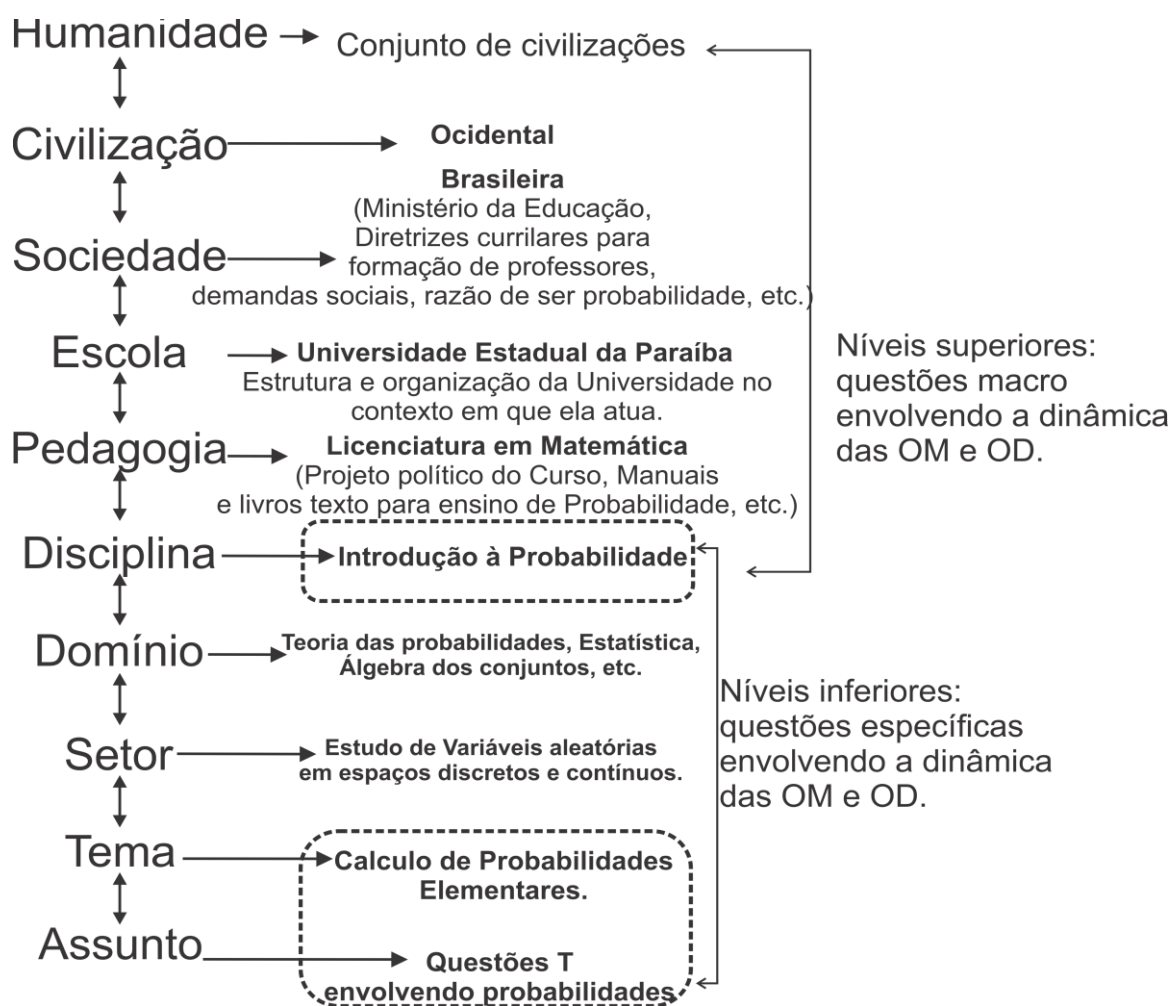 Humanidade
Conjunto de civilizações
Civilização
Ocidental
Sociedade
Brasileira
(Ministério da Educação,
Diretrizes currilares para
formação de professores,
demandas sociais, razão de ser probabilidade, etc.)
Escola
Universidade Estadual da Paraíba
Estrutura e organização da Universidade no
contexto em que ela atua.
Pedagogia
Licenciatura em Matemática
(Projeto político do Curso, Manuais
e livros texto para ensino de Probabilidade, etc.)
Níveis superiores:
questões macro
envolvendo a dinâmica
das OM e OD.
Disciplina
Introdução à Probabilidade
Domínio
Teoria das probabilidades, Estatística,
Álgebra dos conjuntos, etc.
Setor
Estudo de Variáveis aleatórias
em espaços discretos e contínuos.
Tema
Calculo de Probabilidades
Elementares.
Assunto
Questões T
envolvendo probabilidades
Níveis inferiores:
questões específicas
envolvendo a dinâmica
das OM e OD.